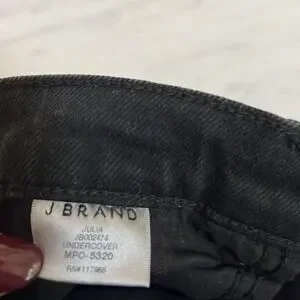 J BRAND
JULIA
JB002474
UNDERCOVER
MPO-5320
RN# 117965